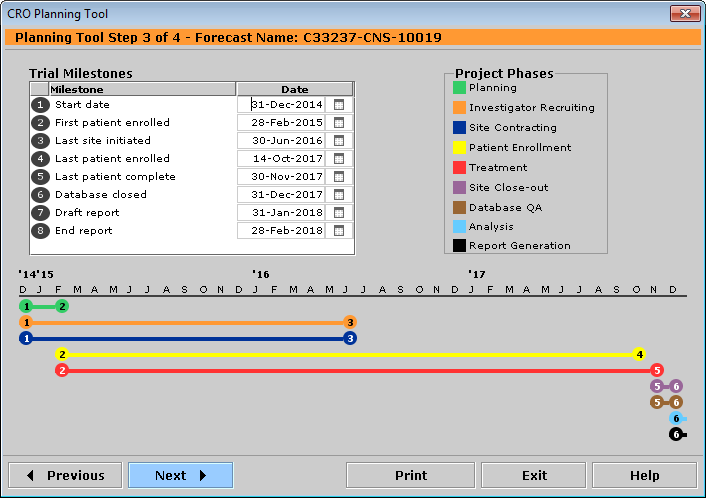 CRO Planning Tool
Planning Tool Step 3 of 4 - Forecast Name: C33237-CNS-10019
Trial Milestones
Milestone Date
1 Start date 31-Dec-2014
2 First patient enrolled 28-Feb-2015
3 Last site initiated 30-Jun-2016
4 Last patient enrolled 14-Oct-2017
5 Last patient complete 30-Nov-2017
6 Database closed 31-Dec-2017
7 Draft report 31-Jan-2018
8 End report 28-Feb-2018
Project Phases
Planning
Investigator Recruiting
Site Contracting
Patient Enrollment
Treatment
Site Close-out
Database QA
Analysis
Report Generation
'14 '15 '16 '17
D J F M A M J J A S O N D J F M A M J J A S O N D J F M A M J J A S O N D
1 2
1 3
1 3
2 4
2 5
5 6
5 6
6
6
Previous Next Print Exit Help